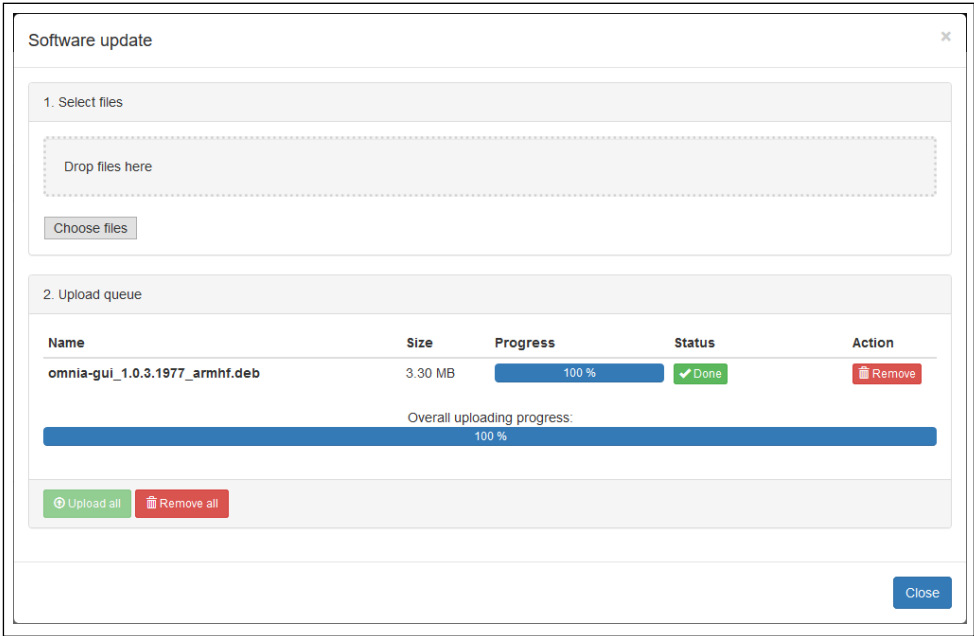 Software update
×
1. Select files
Drop files here
Choose files
2. Upload queue
Name Size Progress Status Action
omnia-gui_1.0.3.1977_armhf.deb 3.30 MB 100 % Done Remove
Overall uploading progress:
100 %
Upload all Remove all
Close